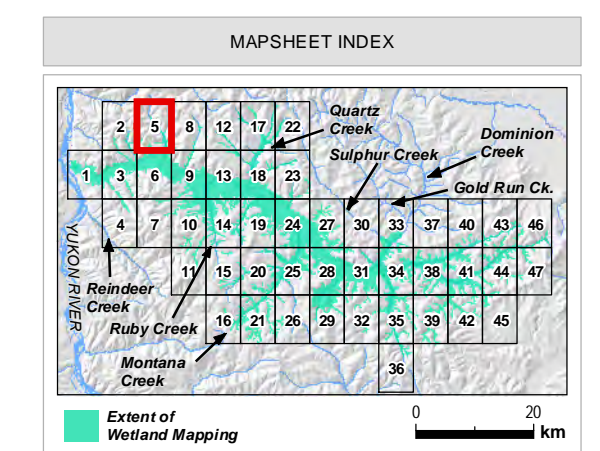 MAPSHEET INDEX
Quartz
Creek
Dominion
Creek
Sulphur Creek
Gold Run Ck.
2 5 8 12 17 22
1 3 6 9 13 18 23
4 7 10 14 19 24 27 30 33 37 40 43 46
11 15 20 25 28 31 34 38 41 44 47
16 21 26 29 32 35 39 42 45
36
YUKON RIVER
Reindeer
Creek
Ruby Creek
Montana
Creek
Extent of
Wetland Mapping
0 20
km